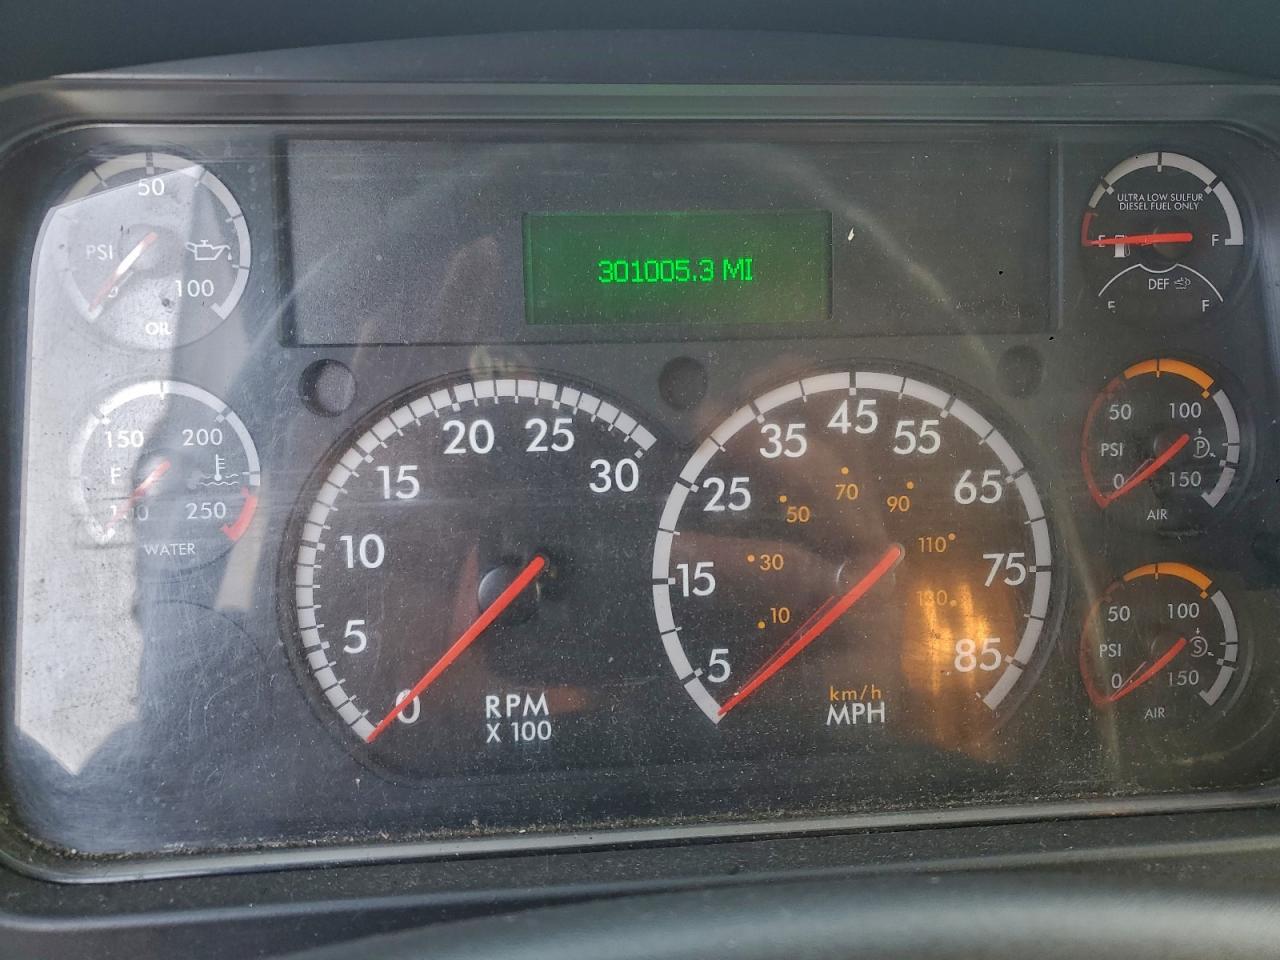 301005.3 MI
50
PSI
0
100
OIL
ULTRA LOW SULFUR
DIESEL FUEL ONLY
E F
DEF
E F
150 200
F
250
WATER
0 5 10 15 20 25 30
RPM
X 100
5 15 25 35 45 55 65 75 85
10 30 50 70 90 110 130
km/h
MPH
50 100
PSI P
0 150
AIR
50 100
PSI S
0 150
AIR